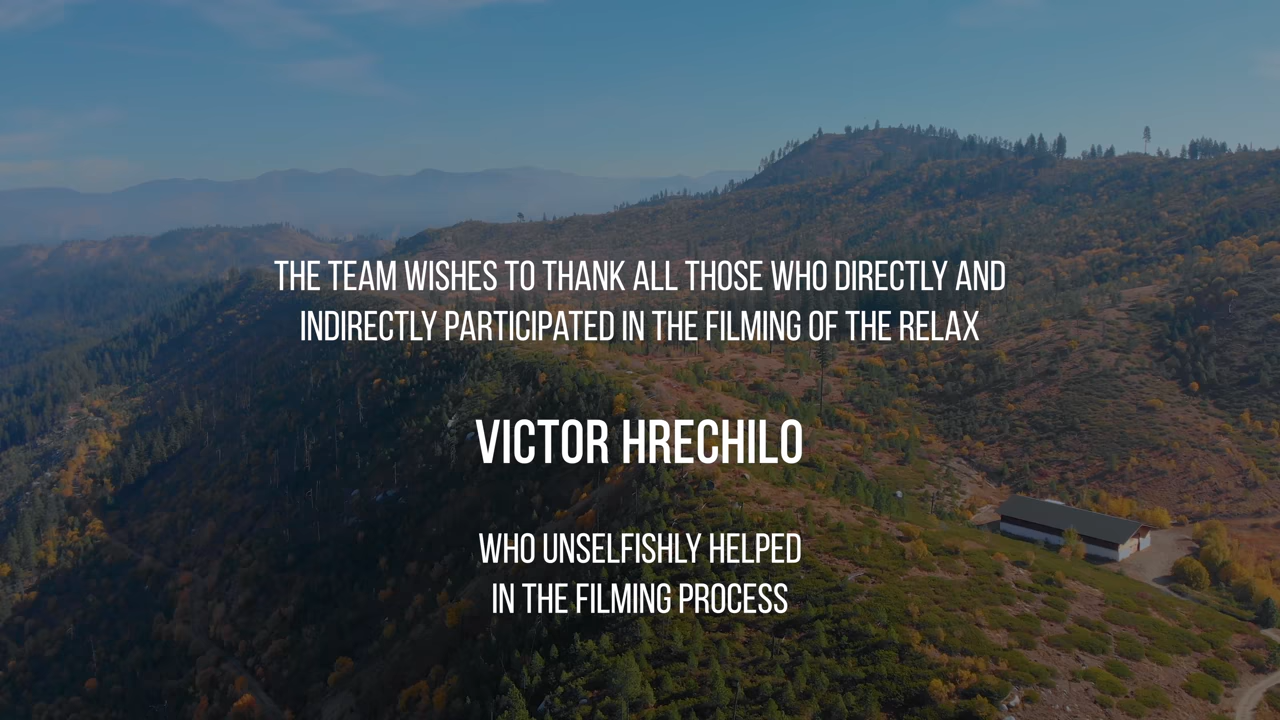 THE TEAM WISHES TO THANK ALL THOSE WHO DIRECTLY AND
INDIRECTLY PARTICIPATED IN THE FILMING OF THE RELAX
VICTOR HRECHILO
WHO UNSELFISHLY HELPED
IN THE FILMING PROCESS